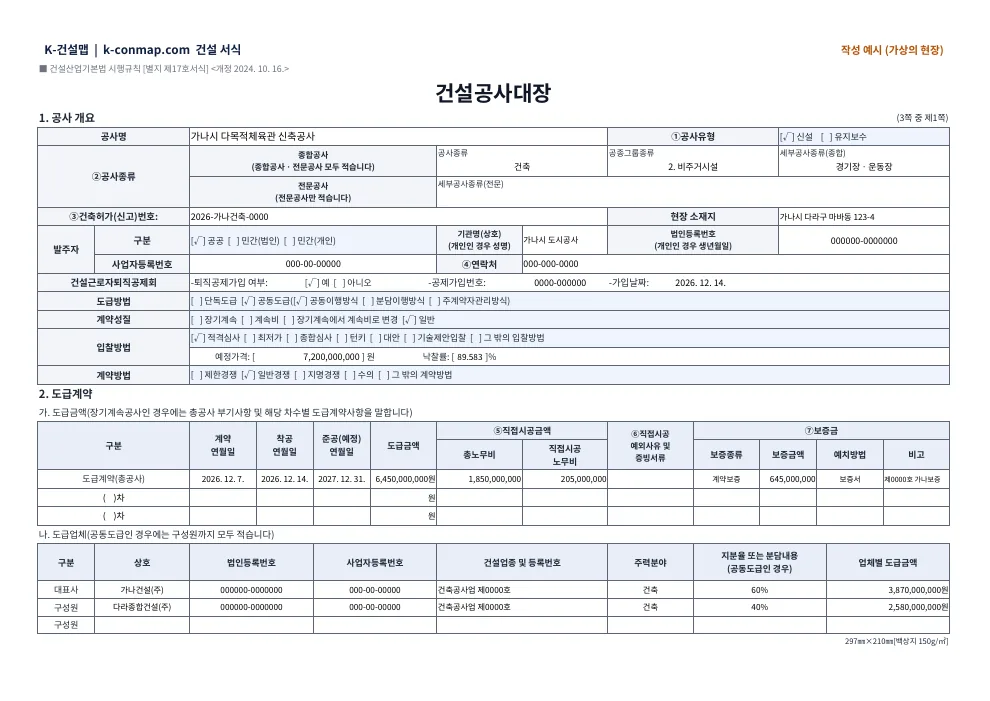 K-건설맵 | k-conmap.com 건설 서식
작성 예시 (가상의 현장)
■ 건설산업기본법 시행규칙 [별지 제17호서식] <개정 2024. 10. 16.>
건설공사대장
1. 공사 개요
(3쪽 중 제1쪽)
공사명 가나시 다목적체육관 신축공사 ①공사유형 [√] 신설 [ ] 유지보수
②공사종류
종합공사
(종합공사 · 전문공사 모두 적습니다)
공사종류
건축
공종그룹종류
2. 비주거시설
세부공사종류(종합)
경기장 · 운동장
전문공사
(전문공사만 적습니다)
세부공사종류(전문)
③건축허가(신고)번호: 2026-가나건축-0000 현장 소재지 가나시 다라구 마바동 123-4
발주자
구분 [√] 공공 [ ] 민간(법인) [ ] 민간(개인)
기관명(상호)
(개인인 경우 성명)
가나시 도시공사
법인등록번호
(개인인 경우 생년월일)
000000-0000000
사업자등록번호 000-00-00000 ④연락처 000-000-0000
건설근로자퇴직공제회 -퇴직공제가입 여부: [√] 예 [ ] 아니오 -공제가입번호: 0000-000000 -가입날짜: 2026. 12. 14.
도급방법 [ ] 단독도급 [√] 공동도급([√] 공동이행방식 [ ] 분담이행방식 [ ] 주계약자관리방식)
계약성질 [ ] 장기계속 [ ] 계속비 [ ] 장기계속에서 계속비로 변경 [√] 일반
입찰방법 [√] 적격심사 [ ] 최저가 [ ] 종합심사 [ ] 턴키 [ ] 대안 [ ] 기술제안입찰 [ ] 그 밖의 입찰방법
예정가격: [ 7,200,000,000 ] 원 낙찰률: [ 89.583 ]%
계약방법 [ ] 제한경쟁 [√] 일반경쟁 [ ] 지명경쟁 [ ] 수의 [ ] 그 밖의 계약방법
2. 도급계약
가. 도급금액(장기계속공사인 경우에는 총공사 부기사항 및 해당 차수별 도급계약사항을 말합니다)
구분
계약
연월일
착공
연월일
준공(예정)
연월일
도급금액
⑤직접시공금액
총노무비
직접시공
노무비
⑥직접시공
예외사유 및
증빙서류
⑦보증금
보증종류 보증금액 예치방법 비고
도급계약(총공사) 2026. 12. 7. 2026. 12. 14. 2027. 12. 31. 6,450,000,000원 1,850,000,000 205,000,000 계약보증 645,000,000 보증서 제0000호 가나보증
( )차 원
( )차 원
나. 도급업체(공동도급인 경우에는 구성원까지 모두 적습니다)
구분 상호 법인등록번호 사업자등록번호 건설업종 및 등록번호 주력분야
지분율 또는 분담내용
(공동도급인 경우)
업체별 도급금액
대표사 가나건설(주) 000000-0000000 000-00-00000 건축공사업 제0000호 건축 60% 3,870,000,000원
구성원 다라종합건설(주) 000000-0000000 000-00-00000 건축공사업 제0000호 건축 40% 2,580,000,000원
구성원
297㎜×210㎜[백상지 150g/㎡]